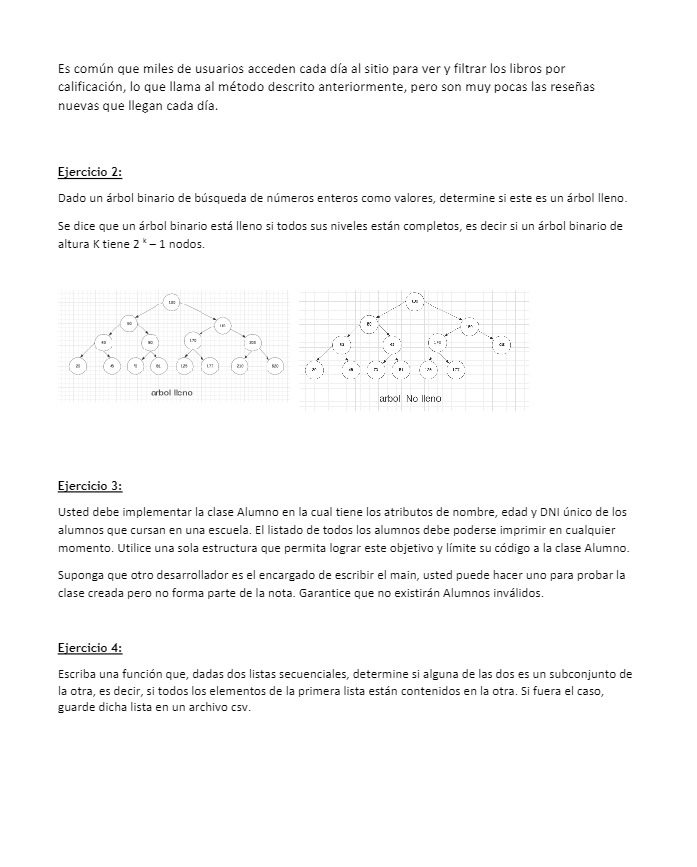 Es común que miles de usuarios acceden cada día al sitio para ver y filtrar los libros por
calificación, lo que llama al método descrito anteriormente, pero son muy pocas las reseñas
nuevas que llegan cada día.
Ejercicio 2:
Dado un árbol binario de búsqueda de números enteros como valores, determine si este es un árbol lleno.
Se dice que un árbol binario está lleno si todos sus niveles están completos, es decir si un árbol binario de
altura K tiene 2 ᵏ – 1 nodos.
arbol lleno
arbol No lleno
Ejercicio 3:
Usted debe implementar la clase Alumno en la cual tiene los atributos de nombre, edad y DNI único de los
alumnos que cursan en una escuela. El listado de todos los alumnos debe poderse imprimir en cualquier
momento. Utilice una sola estructura que permita lograr este objetivo y límite su código a la clase Alumno.
Suponga que otro desarrollador es el encargado de escribir el main, usted puede hacer uno para probar la
clase creada pero no forma parte de la nota. Garantice que no existirán Alumnos inválidos.
Ejercicio 4:
Escriba una función que, dadas dos listas secuenciales, determine si alguna de las dos es un subconjunto de
la otra, es decir, si todos los elementos de la primera lista están contenidos en la otra. Si fuera el caso,
guarde dicha lista en un archivo csv.